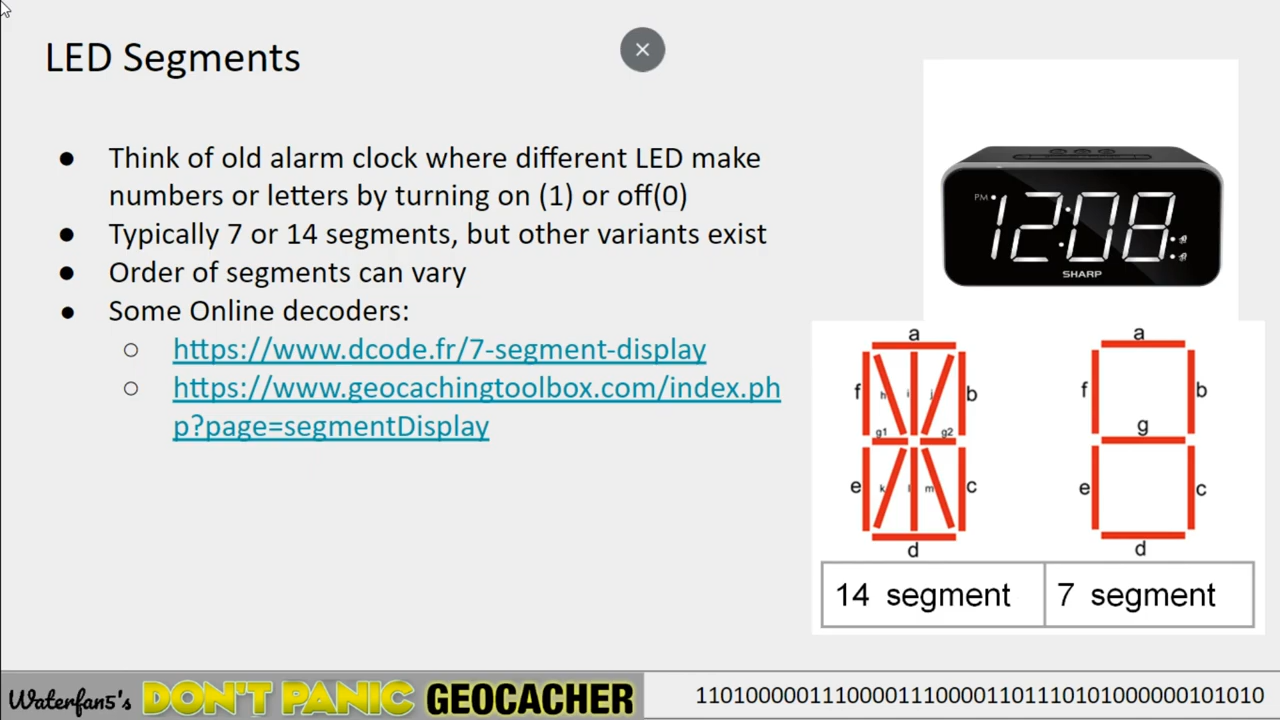 LED Segments
● Think of old alarm clock where different LED make
numbers or letters by turning on (1) or off(0)
● Typically 7 or 14 segments, but other variants exist
● Order of segments can vary
● Some Online decoders:
○ https://www.dcode.fr/7-segment-display
○ https://www.geocachingtoolbox.com/index.ph
p?page=segmentDisplay
PM 12:08
SHARP
a
f h i j b
g1 g2
e k l m c
d
14 segment
a
f b
g
e c
d
7 segment
Waterfan5's DON'T PANIC GEOCACHER
110100000111000011100001101110101000000101010